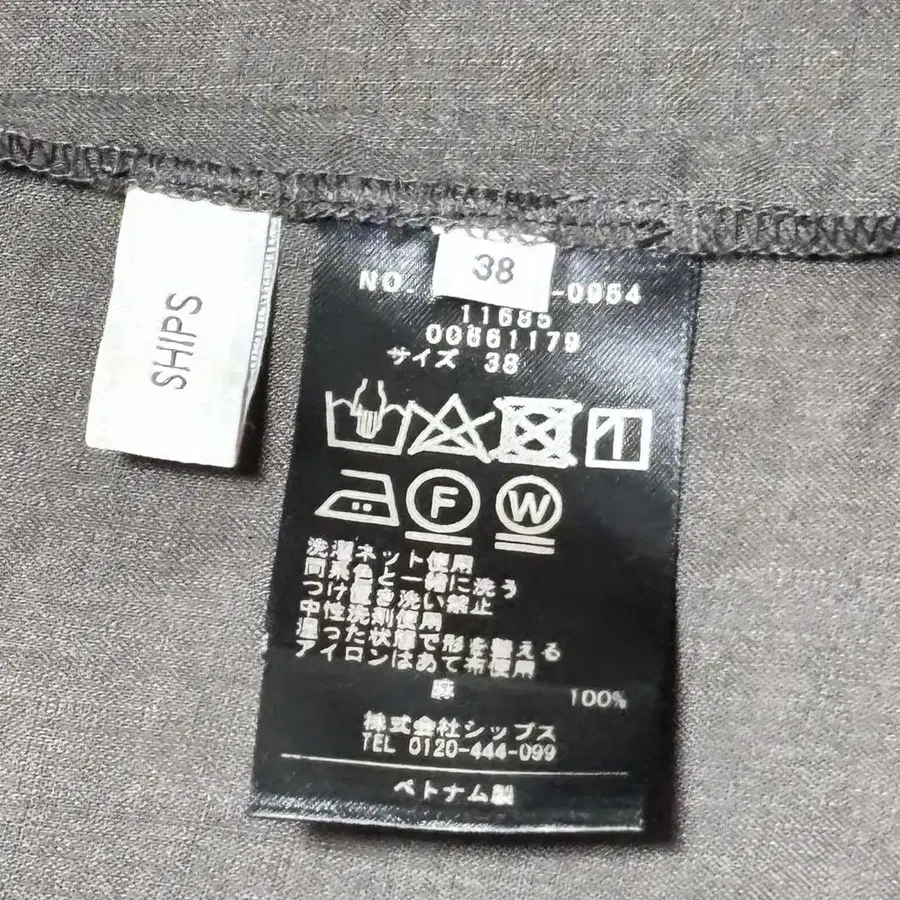 SHIPS
38
NO. -0954
11685
00661179
サイズ 38
F W
洗濯ネット使用
同系色と一緒に洗う
つけ置き洗い禁止
中性洗剤使用
湿った状態で形を整える
アイロンはあて布使用
麻 100%
株式会社シップス
TEL 0120-444-099
ベトナム製